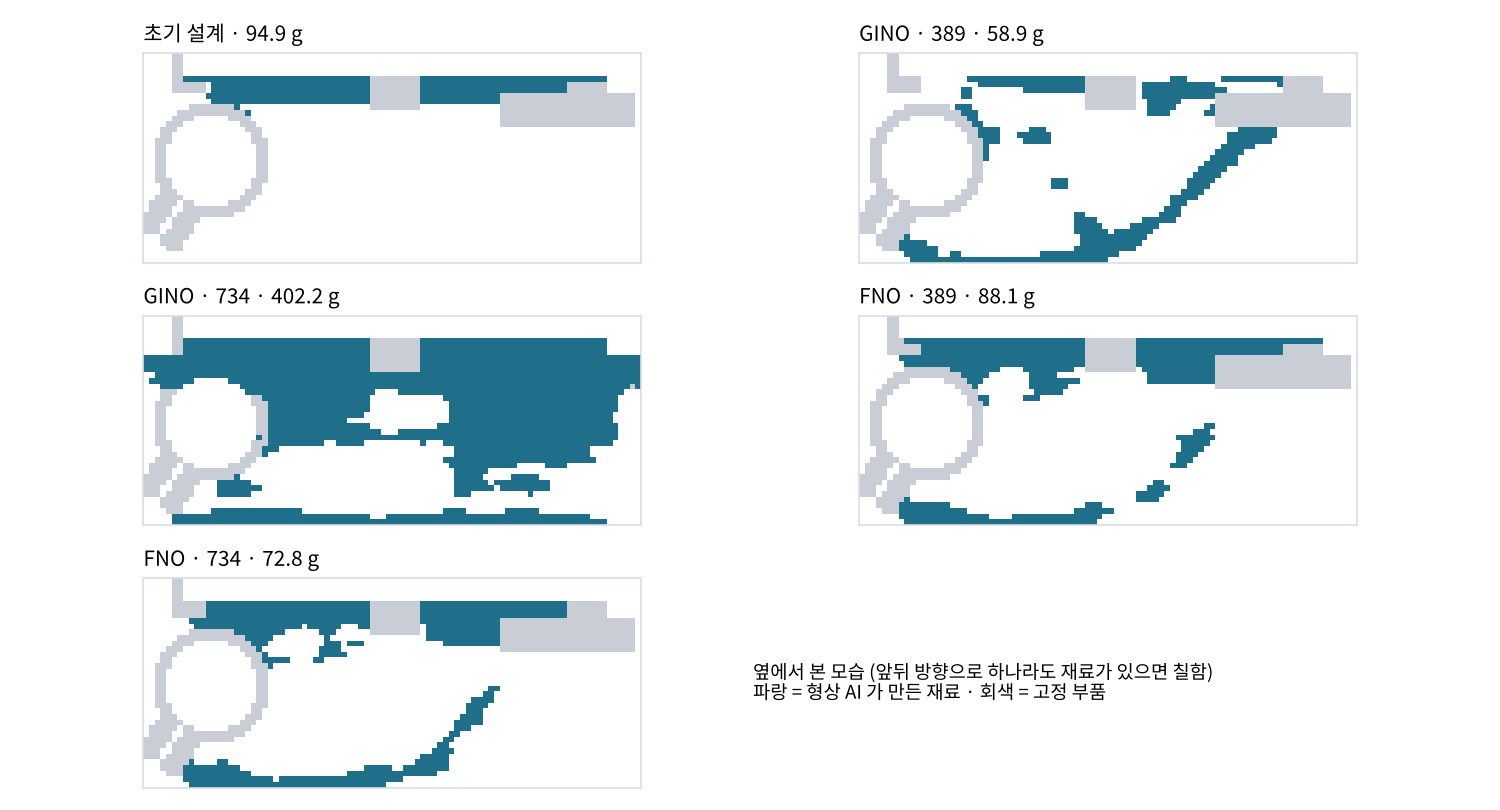 초기 설계 · 94.9 g
GINO · 389 · 58.9 g
GINO · 734 · 402.2 g
FNO · 389 · 88.1 g
FNO · 734 · 72.8 g
옆에서 본 모습 (앞뒤 방향으로 하나라도 재료가 있으면 칠함)
파랑 = 형상 AI 가 만든 재료 · 회색 = 고정 부품